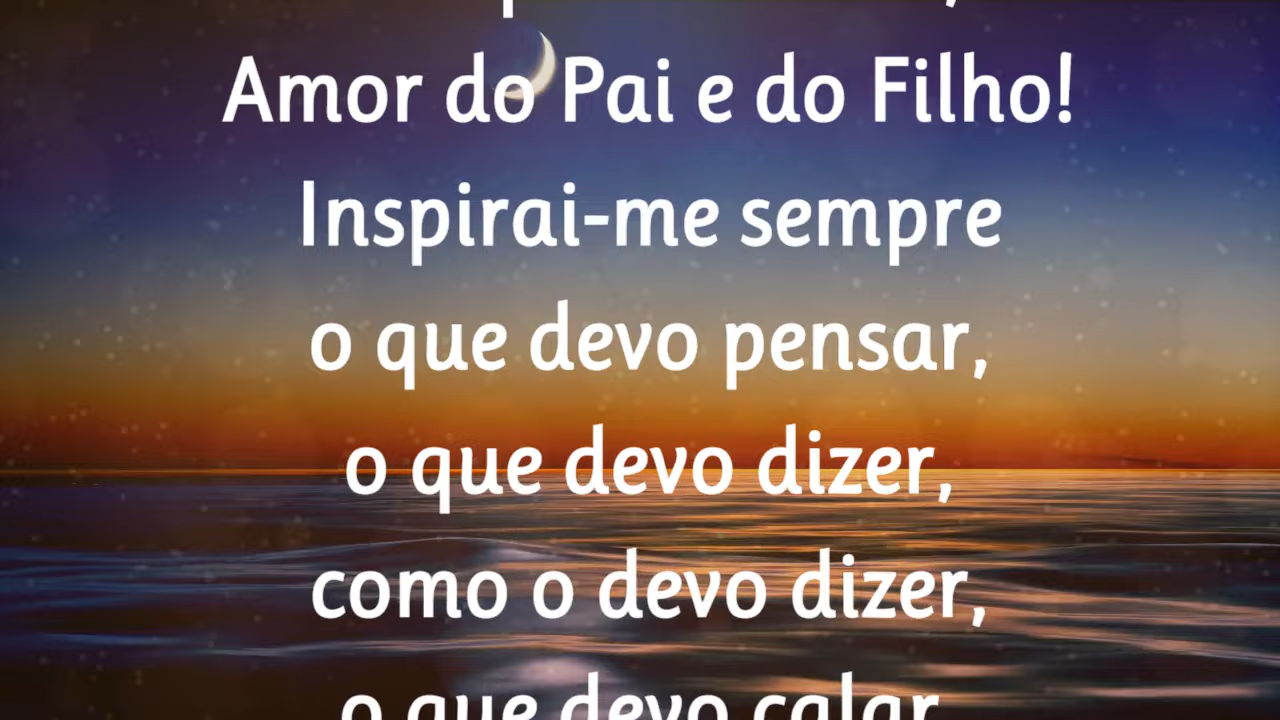 Amor do Pai e do Filho!
Inspirai-me sempre
o que devo pensar,
o que devo dizer,
como o devo dizer,
o que devo calar